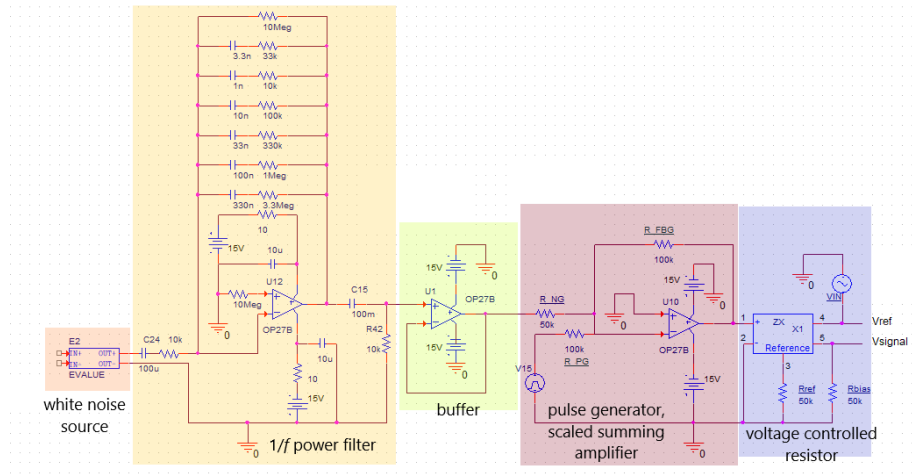 10Meg
3.3n 33k
1n 10k
10n 100k
33n 330k
100n 1Meg
330n 3.3Meg
10
15V
10u
U12
+
-
10Meg
OP27B
0
10u
10
15V
0
E2
IN+ OUT+
IN- OUT-
EVALUE
C24 10k
100u
white noise
source
1/f power filter
C15
100m
R42
10k
15V
0
U1
+
-
OP27B
15V
0
buffer
R_NG
50k
100k
R_PG
V15
R_FBG
100k
15V
0
0
U10
+
-
OP27B
15V
0
pulse generator,
scaled summing
amplifier
0
VIN
1 + ZX X1 4
2 - 5
Reference
3
Vref
Vsignal
Rref
50k
Rbias
50k
voltage controlled
resistor